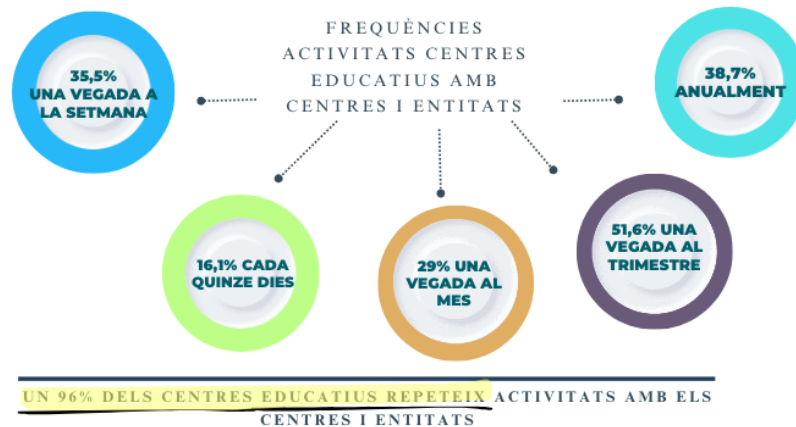 FREQUÈNCIES
ACTIVITATS CENTRES
EDUCATIUS AMB
CENTRES I ENTITATS
35,5%
UNA VEGADA A
LA SETMANA
16,1% CADA
QUINZE DIES
29% UNA
VEGADA AL
MES
51,6% UNA
VEGADA AL
TRIMESTRE
38,7%
ANUALMENT
UN 96% DELS CENTRES EDUCATIUS REPETEIX ACTIVITATS AMB ELS
CENTRES I ENTITATS